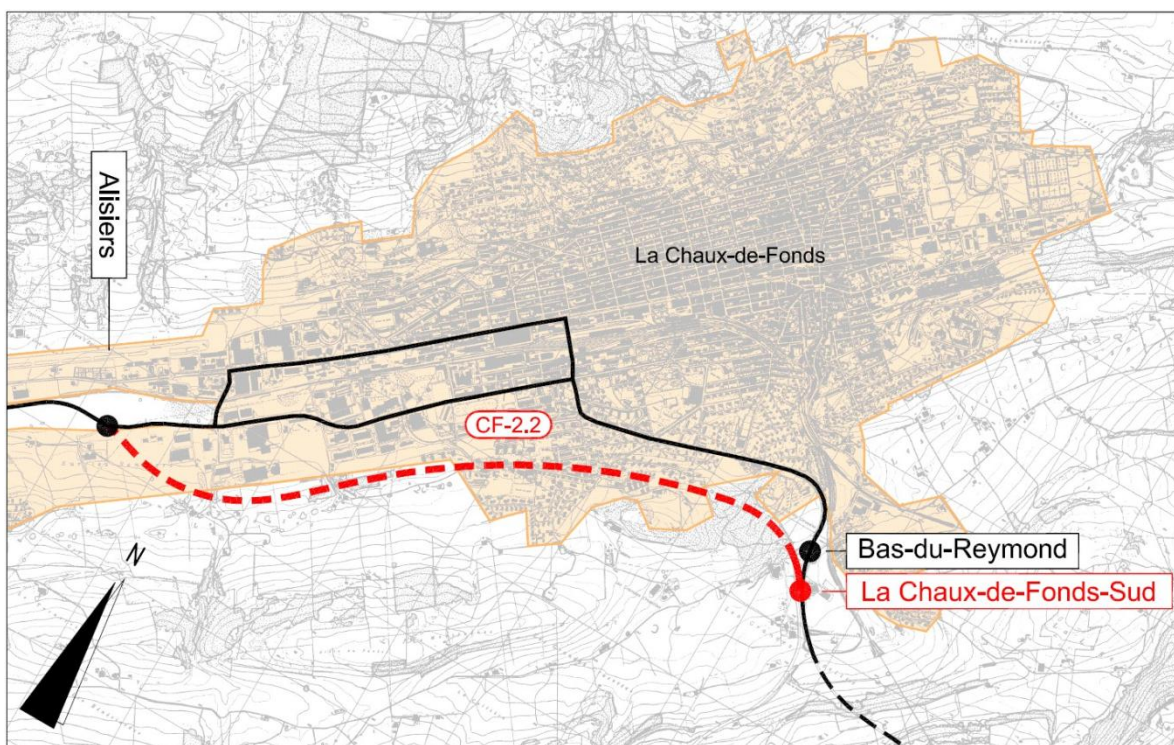 Alisiers
La Chaux-de-Fonds
CF-2.2
Bas-du-Reymond
La Chaux-de-Fonds-Sud
N